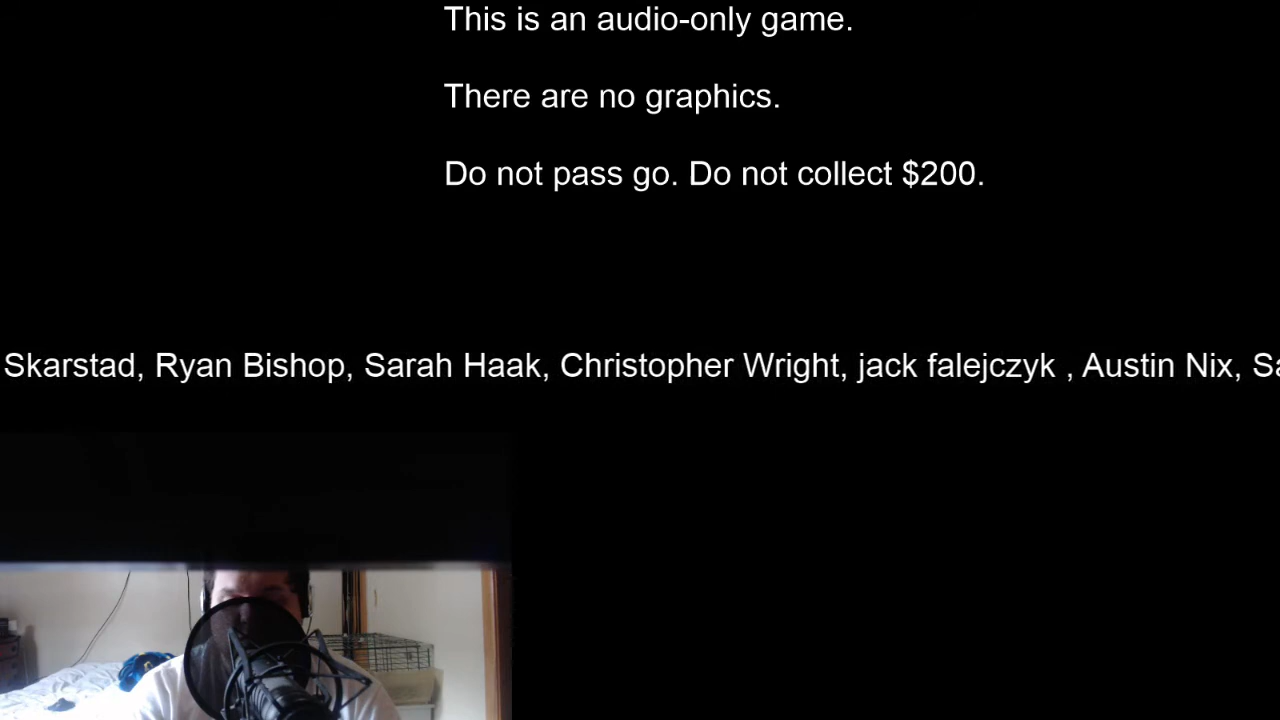 This is an audio-only game.
There are no graphics.
Do not pass go. Do not collect $200.
Skarstad, Ryan Bishop, Sarah Haak, Christopher Wright, jack falejczyk , Austin Nix, Sa